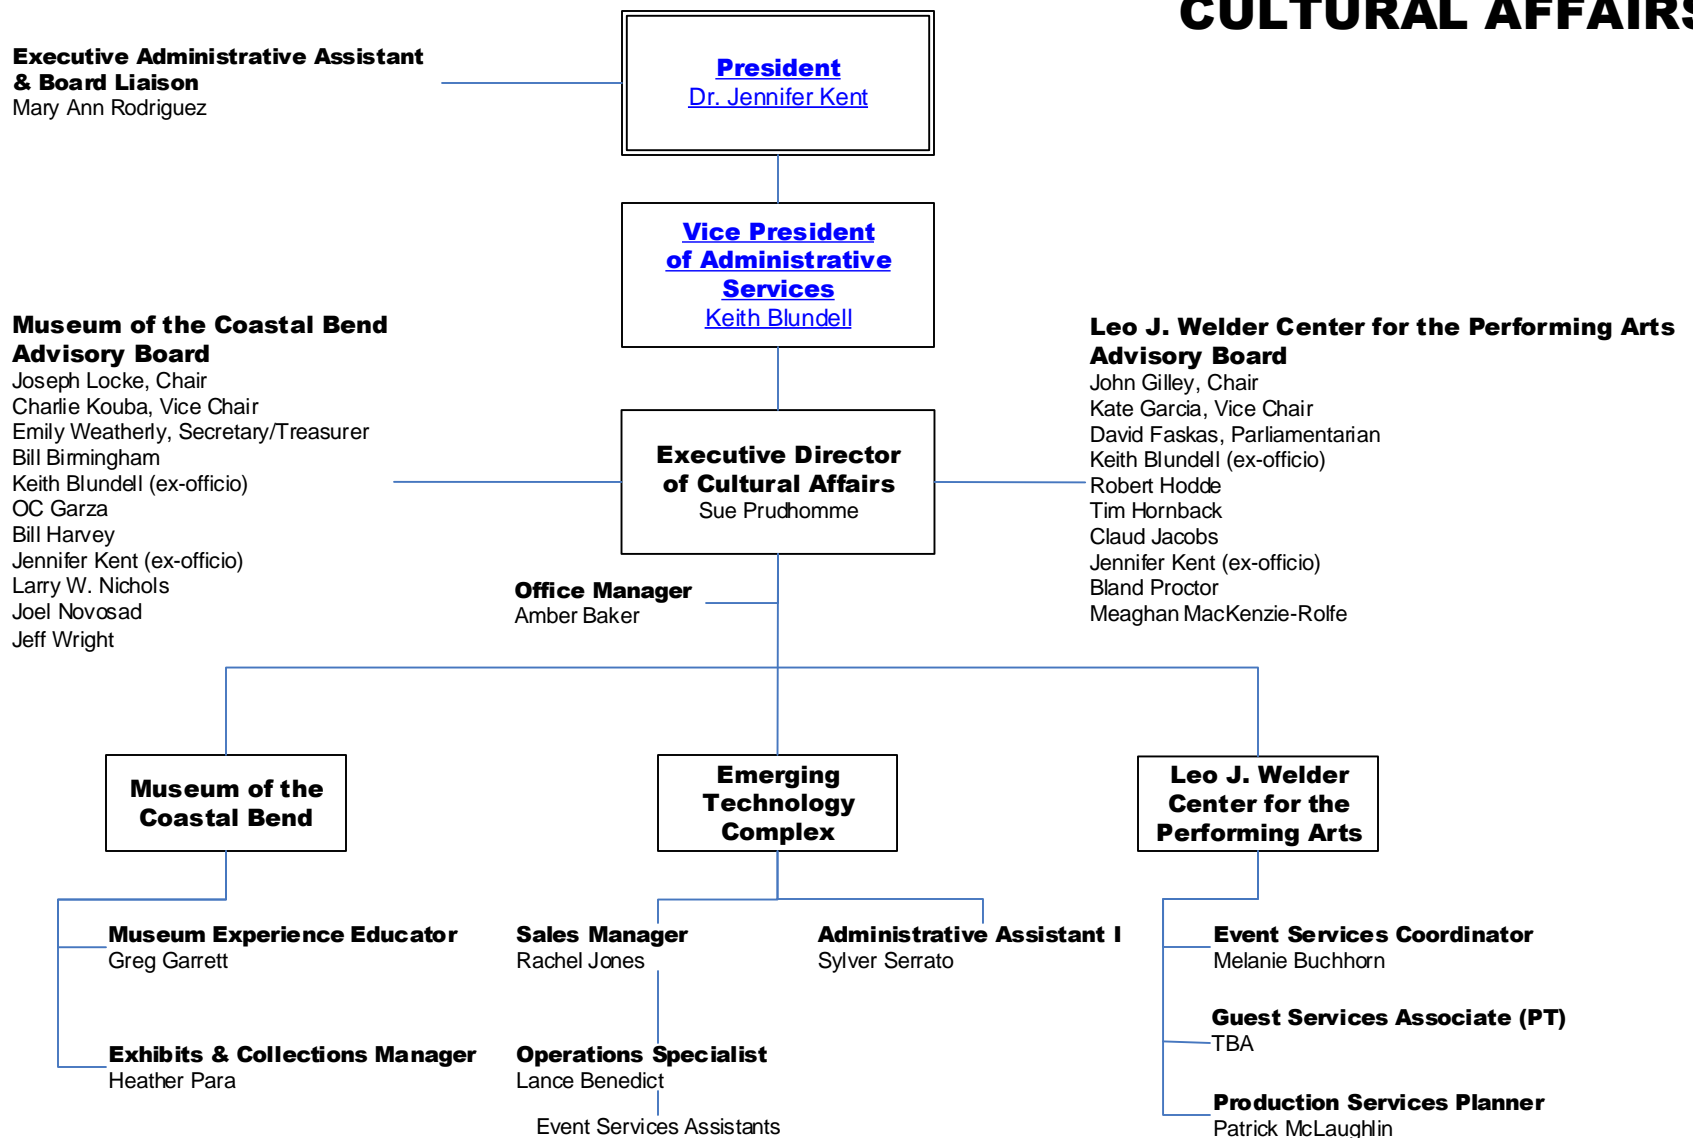 CULTURAL AFFAIRS
Executive Administrative Assistant
& Board Liaison
Mary Ann Rodriguez
President
Dr. Jennifer Kent
Vice President
of Administrative
Services
Keith Blundell
Museum of the Coastal Bend
Advisory Board
Joseph Locke, Chair
Charlie Kouba, Vice Chair
Emily Weatherly, Secretary/Treasurer
Bill Birmingham
Keith Blundell (ex-officio)
OC Garza
Bill Harvey
Jennifer Kent (ex-officio)
Larry W. Nichols
Joel Novosad
Jeff Wright
Executive Director
of Cultural Affairs
Sue Prudhomme
Leo J. Welder Center for the Performing Arts
Advisory Board
John Gilley, Chair
Kate Garcia, Vice Chair
David Faskas, Parliamentarian
Keith Blundell (ex-officio)
Robert Hodde
Tim Hornback
Claud Jacobs
Jennifer Kent (ex-officio)
Bland Proctor
Meaghan MacKenzie-Rolfe
Office Manager
Amber Baker
Museum of the
Coastal Bend
Emerging
Technology
Complex
Leo J. Welder
Center for the
Performing Arts
Museum Experience Educator
Greg Garrett
Exhibits & Collections Manager
Heather Para
Sales Manager
Rachel Jones
Operations Specialist
Lance Benedict
Event Services Assistants
Administrative Assistant I
Sylver Serrato
Event Services Coordinator
Melanie Buchhorn
Guest Services Associate (PT)
TBA
Production Services Planner
Patrick McLaughlin